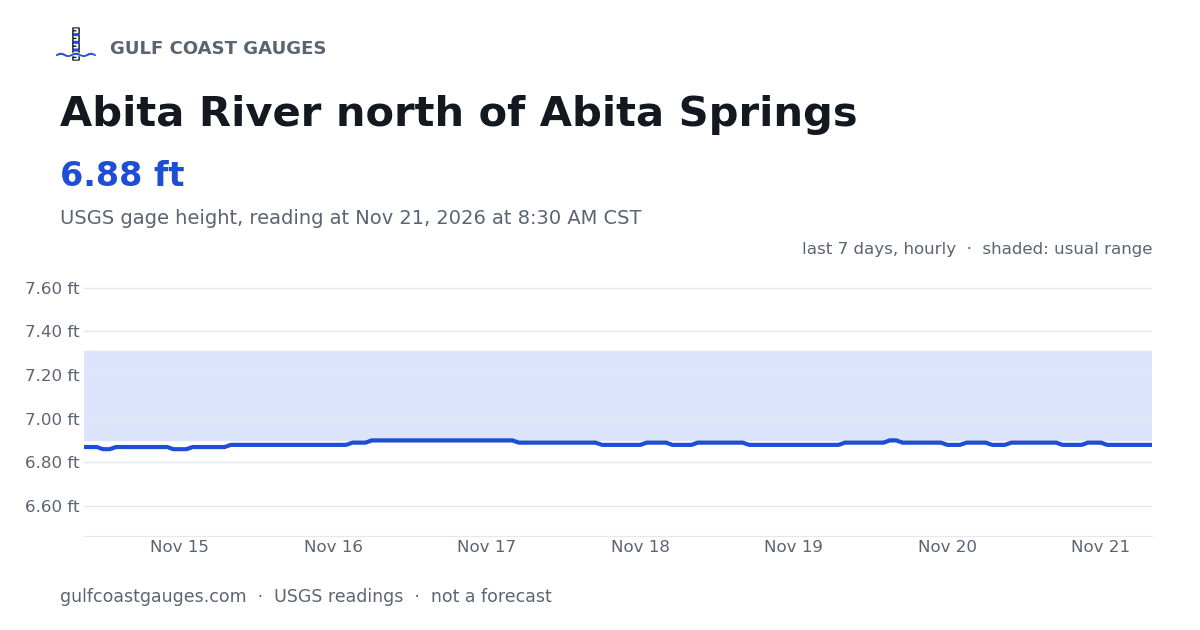 GULF COAST GAUGES
Abita River north of Abita Springs
6.88 ft
USGS gage height, reading at Nov 21, 2026 at 8:30 AM CST
last 7 days, hourly · shaded: usual range
7.60 ft
7.40 ft
7.20 ft
7.00 ft
6.80 ft
6.60 ft
Nov 15 Nov 16 Nov 17 Nov 18 Nov 19 Nov 20 Nov 21
gulfcoastgauges.com · USGS readings · not a forecast